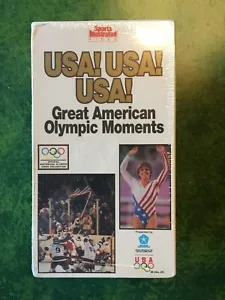 Sports Illustrated
USA! USA!
USA!
Great American
Olympic Moments
USA